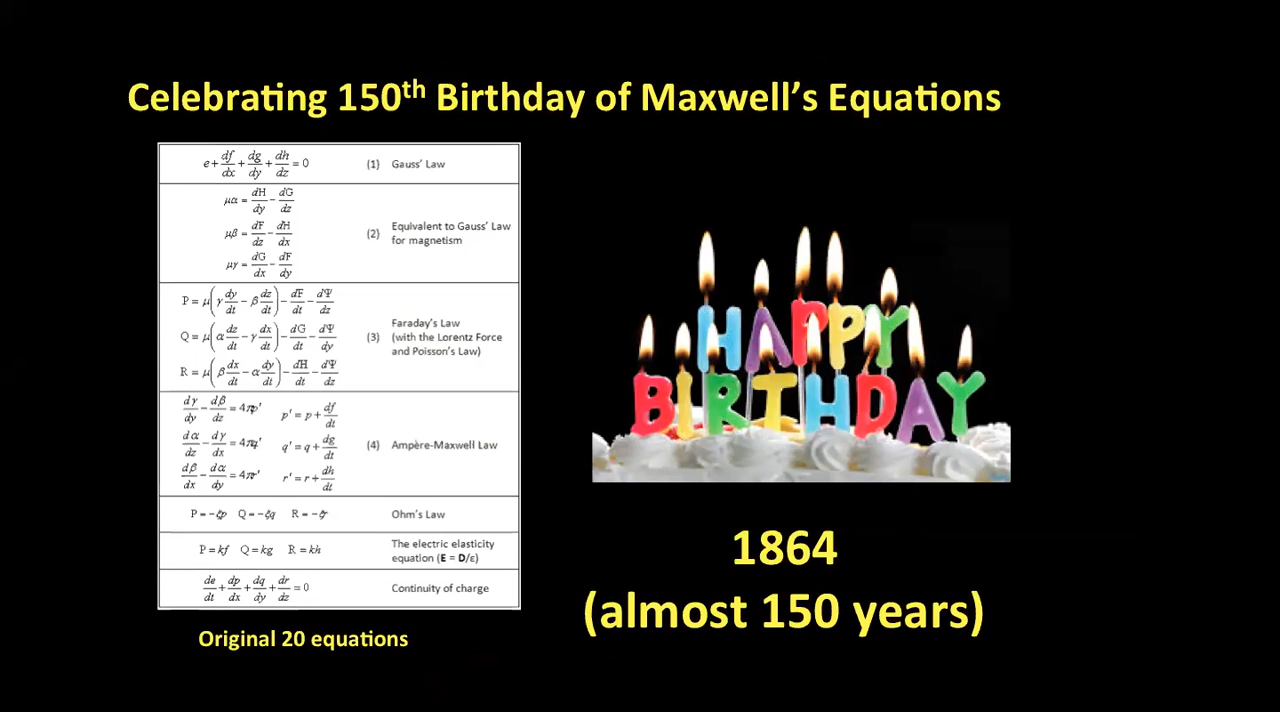 Celebrating 150th Birthday of Maxwell's Equations
e + df/dx + dg/dy + dh/dz = 0 (1) Gauss' Law
μα = dH/dy − dG/dz
μβ = dF/dz − dH/dx (2) Equivalent to Gauss' Law
for magnetism
μγ = dG/dx − dF/dy
P = μ(γ dy/dt − β dz/dt) − dF/dt − dΨ/dz
Q = μ(α dz/dt − γ dx/dt) − dG/dt − dΨ/dy (3) Faraday's Law
(with the Lorentz Force
and Poisson's Law)
R = μ(β dx/dt − α dy/dt) − dH/dt − dΨ/dz
dγ/dy − dβ/dz = 4πp' p' = p + df/dt
dα/dz − dγ/dx = 4πq' q' = q + dg/dt (4) Ampère-Maxwell Law
dβ/dx − dα/dy = 4πr' r' = r + dh/dt
P = −ξp Q = −ξq R = −ξr Ohm's Law
P = kf Q = kg R = kh The electric elasticity
equation (E = D/ε)
de/dt + dp/dx + dq/dy + dr/dz = 0 Continuity of charge
Original 20 equations
HAPPY
BIRTHDAY
1864
(almost 150 years)